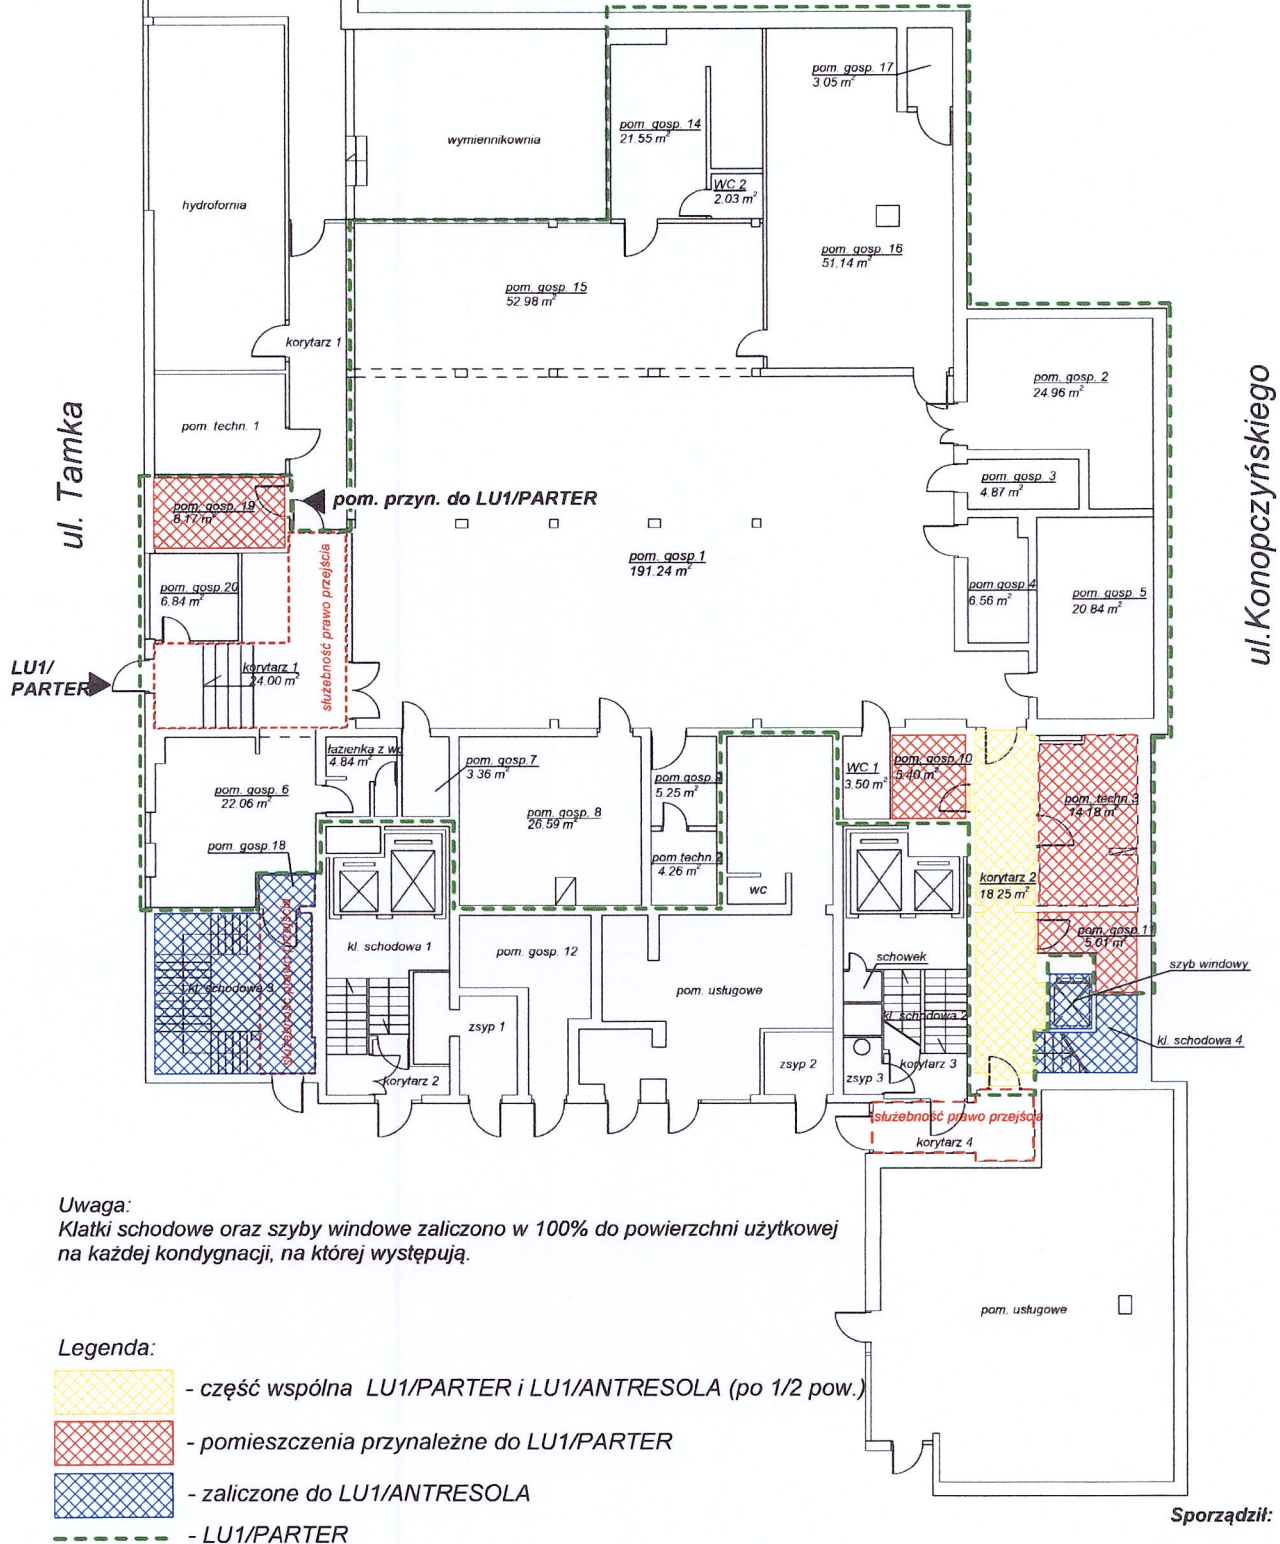 pom. gosp. 17
3.05 m²
pom. gosp. 14
21.55 m²
wymiennikownia
WC 2
2.03 m²
hydrofornia
pom. gosp. 16
51.14 m²
pom. gosp. 15
52.98 m²
korytarz 1
pom. gosp. 2
24.96 m²
ul. Tamka
ul.Konopczyńskiego
pom. techn. 1
pom. gosp. 3
4.87 m²
pom. przyn. do LU1/PARTER
pom. gosp. 19
8.17 m²
pom. gosp.1
191.24 m²
służebność prawo przejścia
pom. gosp.20
6.84 m²
pom.gosp.4
6.56 m²
pom. gosp. 5
20.84 m²
LU1/
PARTER
korytarz 1
24.00 m²
łazienka z wc
4.84 m²
pom. gosp.7
3.36 m²
pom.gosp.9
5.25 m²
WC 1
3.50 m²
pom. gosp.10
5.40 m²
pom. gosp. 6
22.06 m²
pom. techn.3
14.18 m²
pom. gosp. 8
26.59 m²
pom. gosp.18
pom.techn.2
4.26 m²
wc
korytarz 2
18.25 m²
pom. gosp.11
5.01 m²
kl. schodowa 1
pom. gosp. 12
schowek
szyb windowy
kl. schodowa 3
służebność prawo przejścia
pom. usługowe
kl. schodowa 2
zsyp 1
kl. schodowa 4
korytarz 2
zsyp 2
zsyp 3
korytarz 3
służebność prawo przejścia
korytarz 4
Uwaga:
Klatki schodowe oraz szyby windowe zaliczono w 100% do powierzchni użytkowej
na każdej kondygnacji, na której występują.
pom. usługowe
Legenda:
- część wspólna LU1/PARTER i LU1/ANTRESOLA (po 1/2 pow.)
- pomieszczenia przynależne do LU1/PARTER
- zaliczone do LU1/ANTRESOLA
- LU1/PARTER
Sporządził: